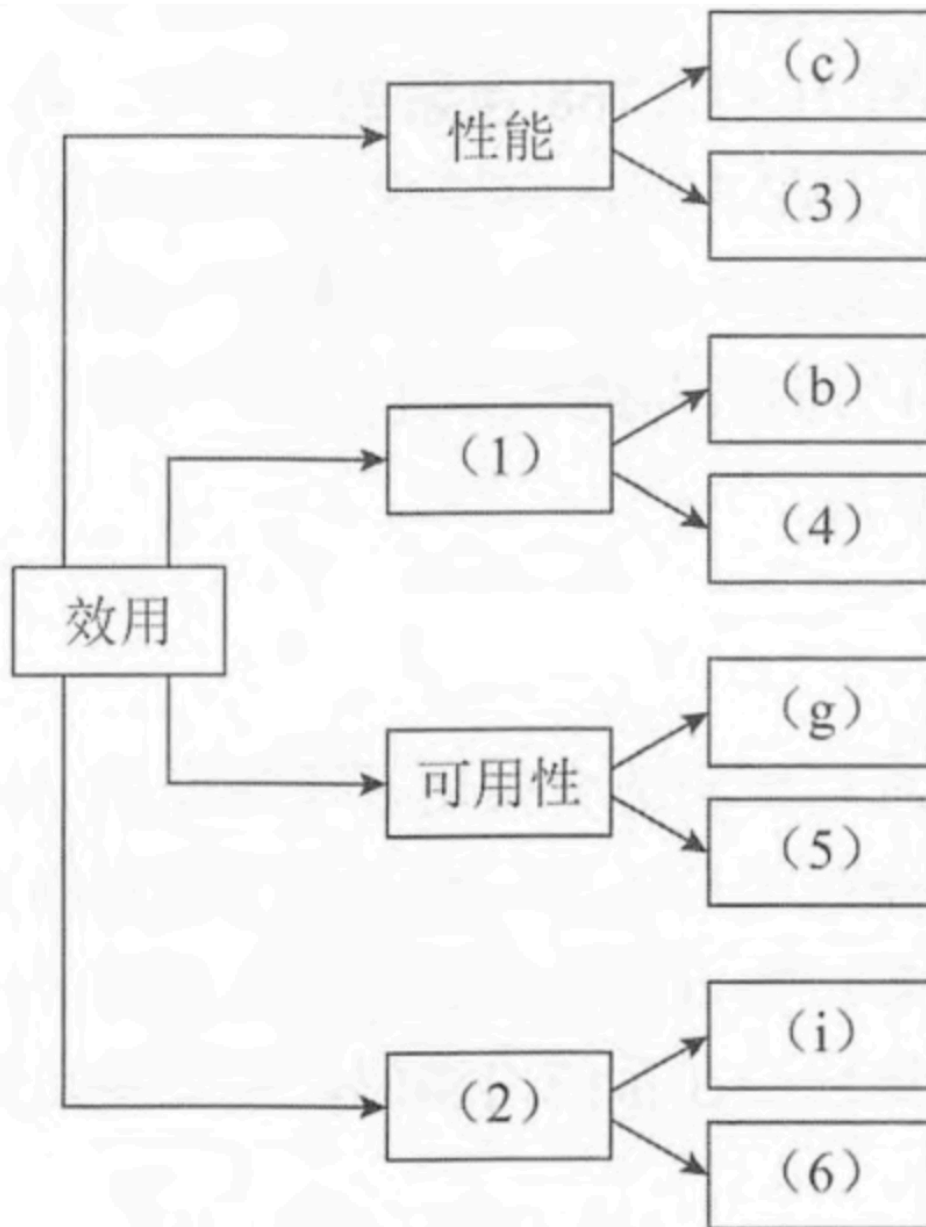 （c）
性能
（3）
（b）
（1）
（4）
效用
（g）
可用性
（5）
（i）
（2）
（6）